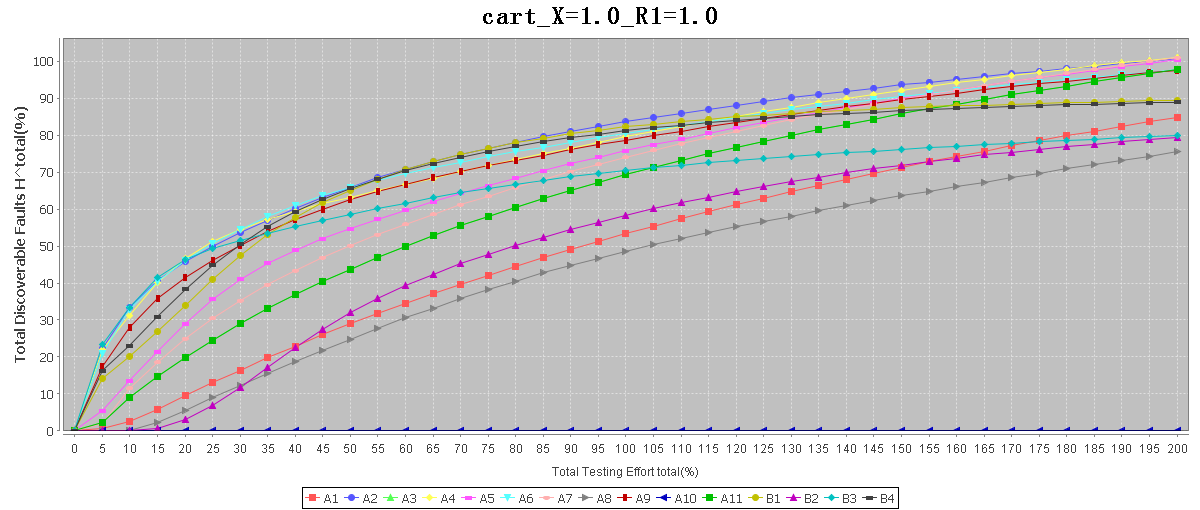 cart_X=1.0_R1=1.0
Total Discoverable Faults H^total(%)
100
90
80
70
60
50
40
30
20
10
0
0 5 10 15 20 25 30 35 40 45 50 55 60 65 70 75 80 85 90 95 100 105 110 115 120 125 130 135 140 145 150 155 160 165 170 175 180 185 190 195 200
Total Testing Effort total(%)
A1 A2 A3 A4 A5 A6 A7 A8 A9 A10 A11 B1 B2 B3 B4